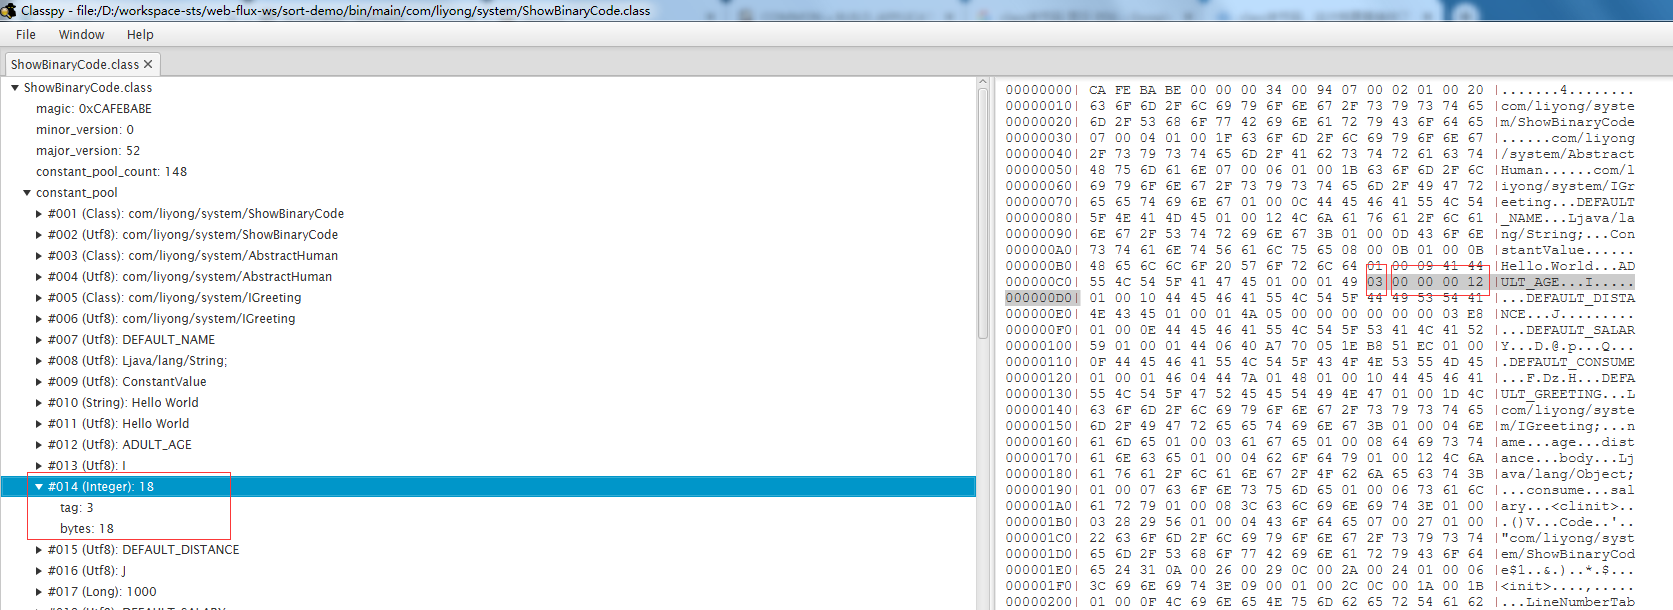 Classpy - file:/D:/workspace-sts/web-flux-ws/sort-demo/bin/main/com/liyong/system/ShowBinaryCode.class
File Window Help
ShowBinaryCode.class ✕
ShowBinaryCode.class
magic: 0xCAFEBABE
minor_version: 0
major_version: 52
constant_pool_count: 148
constant_pool
#001 (Class): com/liyong/system/ShowBinaryCode
#002 (Utf8): com/liyong/system/ShowBinaryCode
#003 (Class): com/liyong/system/AbstractHuman
#004 (Utf8): com/liyong/system/AbstractHuman
#005 (Class): com/liyong/system/IGreeting
#006 (Utf8): com/liyong/system/IGreeting
#007 (Utf8): DEFAULT_NAME
#008 (Utf8): Ljava/lang/String;
#009 (Utf8): ConstantValue
#010 (String): Hello World
#011 (Utf8): Hello World
#012 (Utf8): ADULT_AGE
#013 (Utf8): I
#014 (Integer): 18
tag: 3
bytes: 18
#015 (Utf8): DEFAULT_DISTANCE
#016 (Utf8): J
#017 (Long): 1000
#018 (Utf8): DEFAULT_SALARY
00000000| CA FE BA BE 00 00 00 34 00 94 07 00 02 01 00 20 |.......4.......
00000010| 63 6F 6D 2F 6C 69 79 6F 6E 67 2F 73 79 73 74 65 |com/liyong/syste
00000020| 6D 2F 53 68 6F 77 42 69 6E 61 72 79 43 6F 64 65 |m/ShowBinaryCode
00000030| 07 00 04 01 00 1F 63 6F 6D 2F 6C 69 79 6F 6E 67 |......com/liyong
00000040| 2F 73 79 73 74 65 6D 2F 41 62 73 74 72 61 63 74 |/system/Abstract
00000050| 48 75 6D 61 6E 07 00 06 01 00 1B 63 6F 6D 2F 6C |Human......com/l
00000060| 69 79 6F 6E 67 2F 73 79 73 74 65 6D 2F 49 47 72 |iyong/system/IGr
00000070| 65 65 74 69 6E 67 01 00 0C 44 45 46 41 55 4C 54 |eeting...DEFAULT
00000080| 5F 4E 41 4D 45 01 00 12 4C 6A 61 76 61 2F 6C 61 |_NAME...Ljava/la
00000090| 6E 67 2F 53 74 72 69 6E 67 3B 01 00 0D 43 6F 6E |ng/String;...Con
000000A0| 73 74 61 6E 74 56 61 6C 75 65 08 00 0B 01 00 0B |stantValue......
000000B0| 48 65 6C 6C 6F 20 57 6F 72 6C 64 01 00 09 41 44 |Hello.World...AD
000000C0| 55 4C 54 5F 41 47 45 01 00 01 49 03 00 00 00 12 |ULT_AGE...I.....
000000D0| 01 00 10 44 45 46 41 55 4C 54 5F 44 49 53 54 41 |...DEFAULT_DISTA
000000E0| 4E 43 45 01 00 01 4A 05 00 00 00 00 00 00 03 E8 |NCE...J.........
000000F0| 01 00 0E 44 45 46 41 55 4C 54 5F 53 41 4C 41 52 |...DEFAULT_SALAR
00000100| 59 01 00 01 44 06 40 A7 70 05 1E B8 51 EC 01 00 |Y...D.@.p...Q...
00000110| 0F 44 45 46 41 55 4C 54 5F 43 4F 4E 53 55 4D 45 |.DEFAULT_CONSUME
00000120| 01 00 01 46 04 44 7A 01 48 01 00 10 44 45 46 41 |...F.Dz.H...DEFA
00000130| 55 4C 54 5F 47 52 45 45 54 49 4E 47 01 00 1D 4C |ULT_GREETING...L
00000140| 63 6F 6D 2F 6C 69 79 6F 6E 67 2F 73 79 73 74 65 |com/liyong/syste
00000150| 6D 2F 49 47 72 65 65 74 69 6E 67 3B 01 00 04 6E |m/IGreeting;...n
00000160| 61 6D 65 01 00 03 61 67 65 01 00 08 64 69 73 74 |ame...age...dist
00000170| 61 6E 63 65 01 00 04 62 6F 64 79 01 00 12 4C 6A |ance...body...Lj
00000180| 61 76 61 2F 6C 61 6E 67 2F 4F 62 6A 65 63 74 3B |ava/lang/Object;
00000190| 01 00 07 63 6F 6E 73 75 6D 65 01 00 06 73 61 6C |...consume...sal
000001A0| 61 72 79 01 00 08 3C 63 6C 69 6E 69 74 3E 01 00 |ary...<clinit>..
000001B0| 03 28 29 56 01 00 04 43 6F 64 65 07 00 27 01 00 |.()V...Code..'..
000001C0| 22 63 6F 6D 2F 6C 69 79 6F 6E 67 2F 73 79 73 74 |"com/liyong/syst
000001D0| 65 6D 2F 53 68 6F 77 42 69 6E 61 72 79 43 6F 64 |em/ShowBinaryCod
000001E0| 65 24 31 0A 00 26 00 29 0C 00 2A 00 24 01 00 06 |e$1..&.)..*.$...
000001F0| 3C 69 6E 69 74 3E 09 00 01 00 2C 0C 00 1A 00 1B |<init>....,.....
00000200| 01 00 0F 4C 69 6E 65 4E 75 6D 62 65 72 54 61 62 |...LineNumberTab